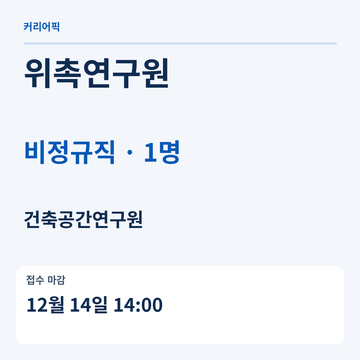 커리어픽
위촉연구원
비정규직 · 1명
건축공간연구원
접수 마감
12월 14일 14:00